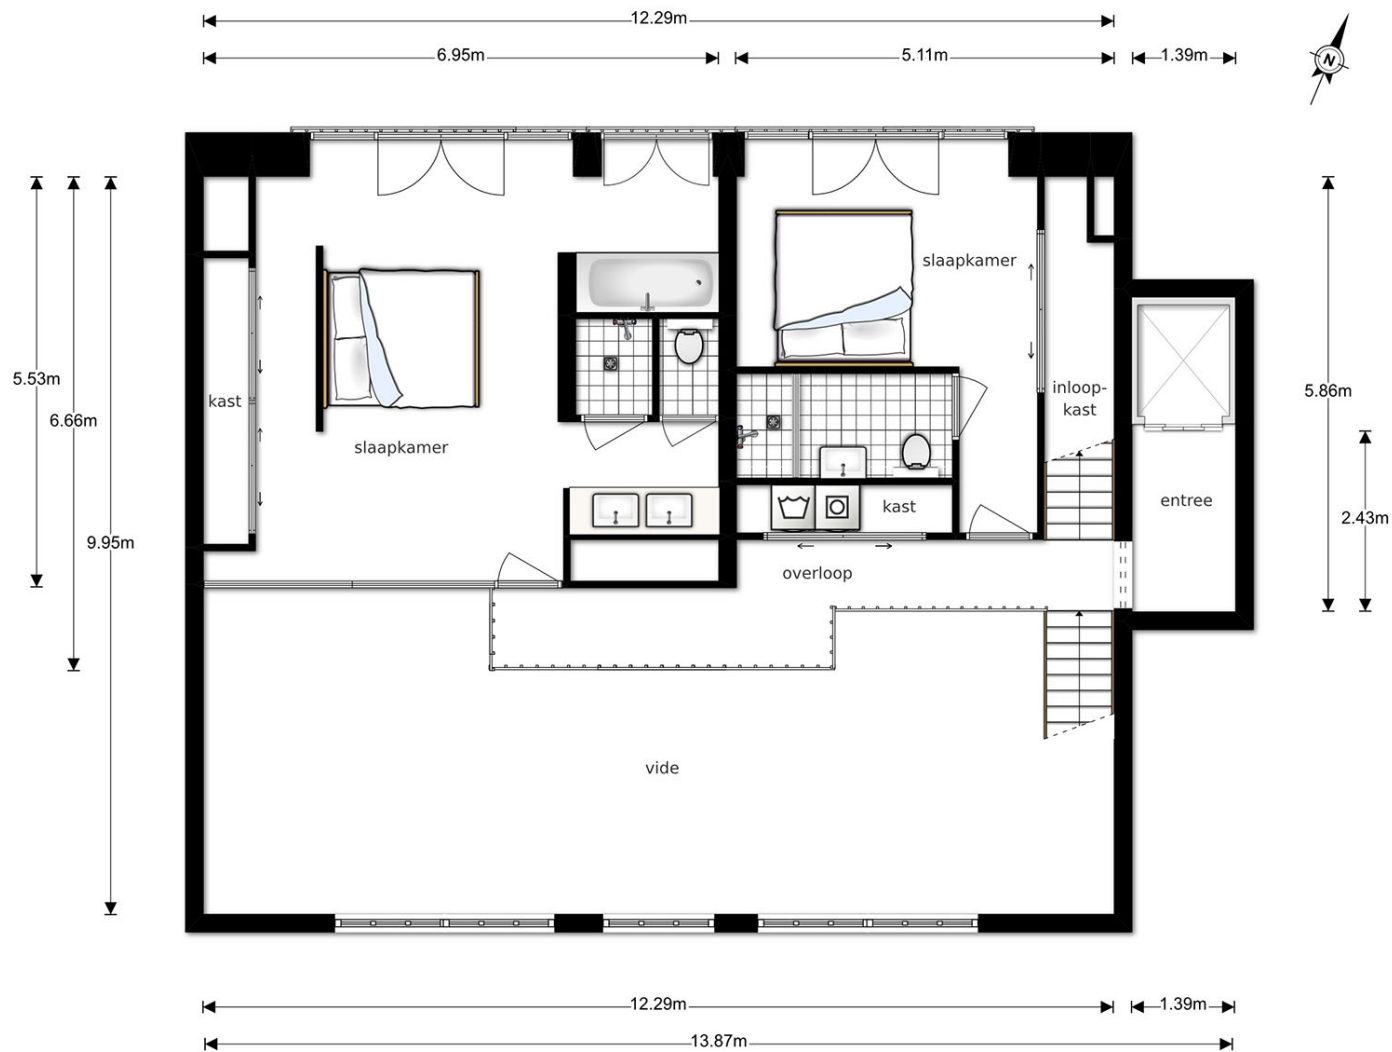 12.29m
6.95m
5.11m
1.39m
N
slaapkamer
5.53m
5.86m
kast
inloop-
kast
6.66m
slaapkamer
entree
kast
2.43m
9.95m
overloop
vide
12.29m
1.39m
13.87m